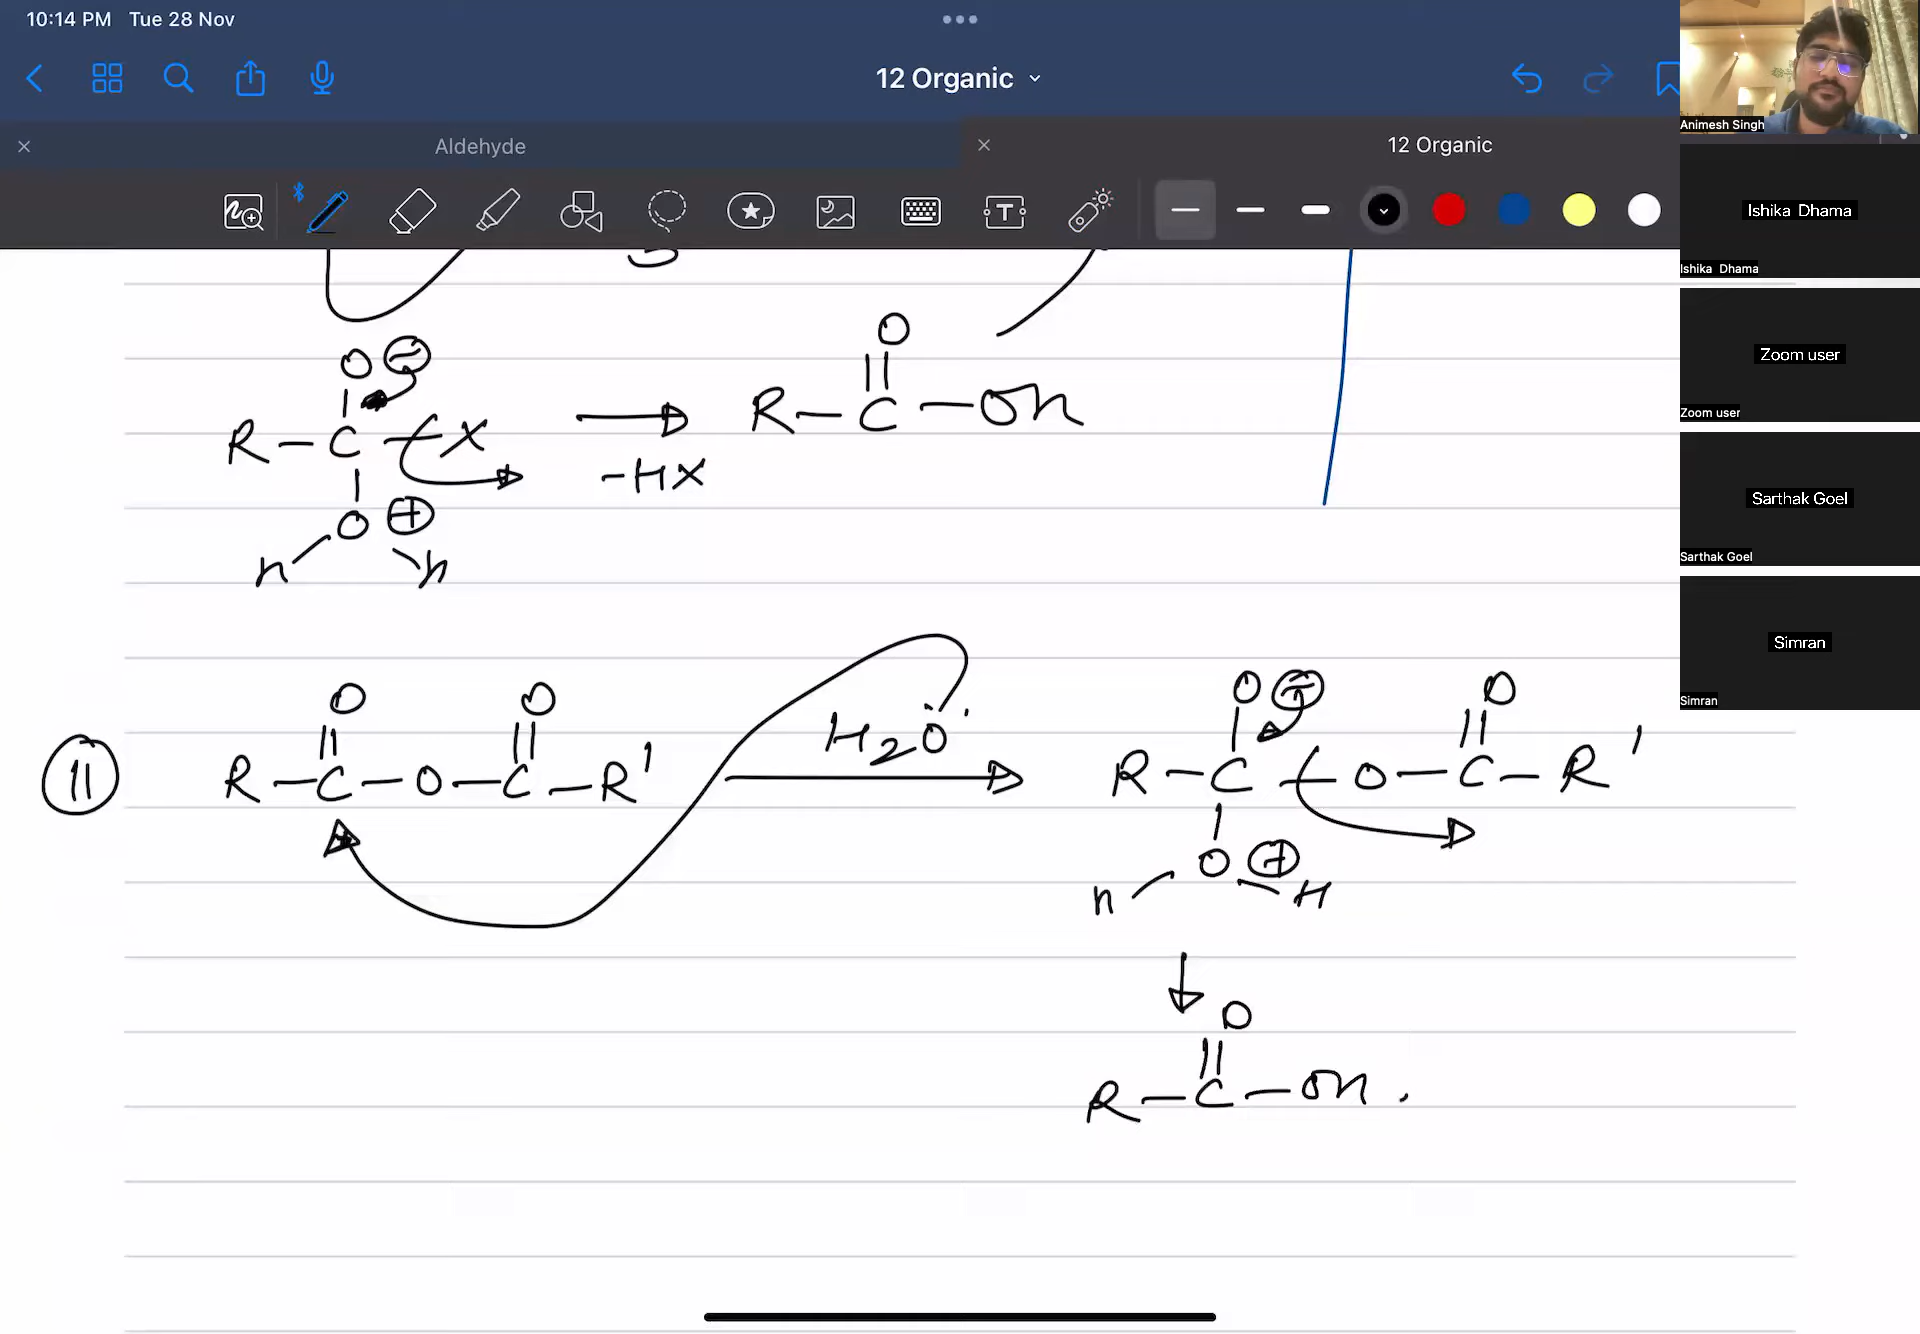 10:14 PM Tue 28 Nov
12 Organic
Aldehyde
12 Organic
Animesh Singh
Ishika Dhama
Ishika Dhama
Zoom user
Zoom user
Sarthak Goel
Sarthak Goel
Simran
Simran
O ⊖
R - C - X
O ⊕
H H
-HX
O
R - C - OH
(11)
O O
R - C - O - C - R'
H2O
O ⊖ O
R - C - O - C - R'
O ⊕
H H
O
R - C - OH .